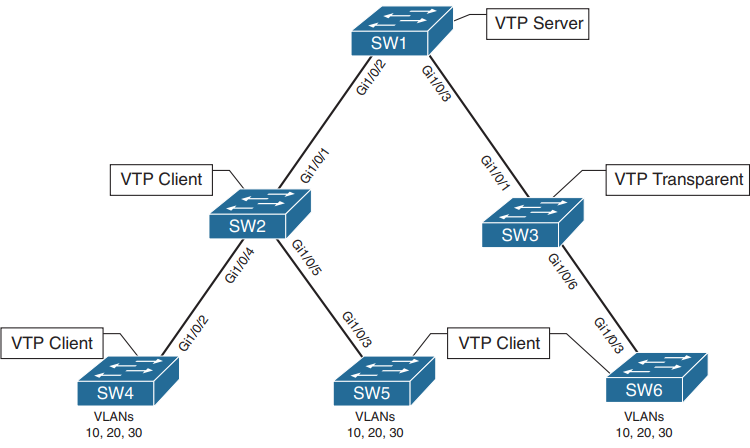 VTP Server
SW1
Gi1/0/2
Gi1/0/3
Gi1/0/1
Gi1/0/1
VTP Client
VTP Transparent
SW2
SW3
Gi1/0/4
Gi1/0/5
Gi1/0/6
Gi1/0/2
Gi1/0/3
Gi1/0/3
VTP Client
VTP Client
SW4
SW5
SW6
VLANs
10, 20, 30
VLANs
10, 20, 30
VLANs
10, 20, 30